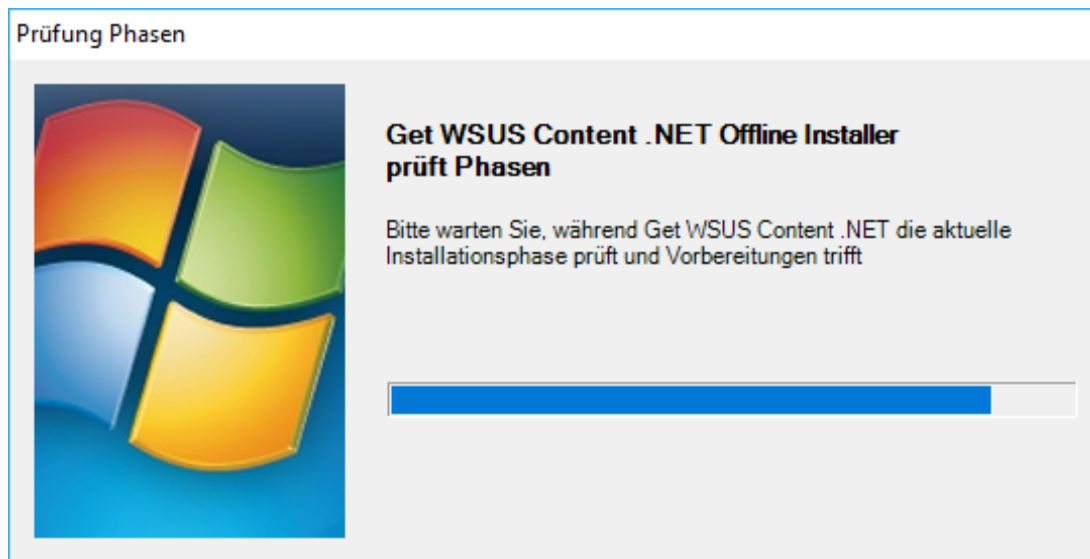 Prüfung Phasen
Get WSUS Content .NET Offline Installer
prüft Phasen
Bitte warten Sie, während Get WSUS Content .NET die aktuelle
Installationsphase prüft und Vorbereitungen trifft